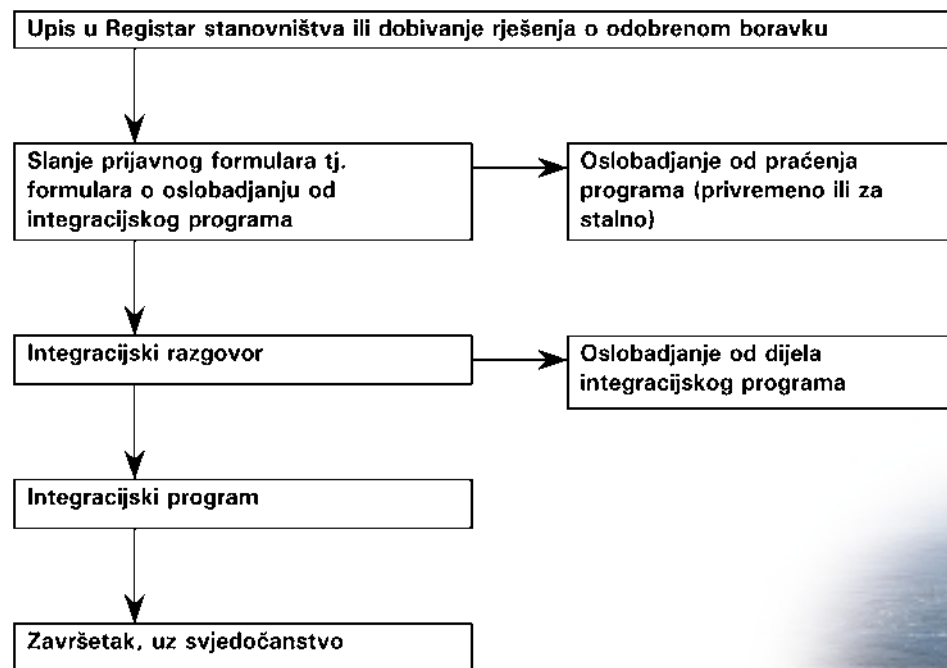 Upis u Registar stanovništva ili dobivanje rješenja o odobrenom boravku
Slanje prijavnog formulara tj.
formulara o oslobadjanju od
integracijskog programa
Oslobadjanje od praćenja
programa (privremeno ili za
stalno)
Integracijski razgovor
Oslobadjanje od dijela
integracijskog programa
Integracijski program
Završetak, uz svjedočanstvo